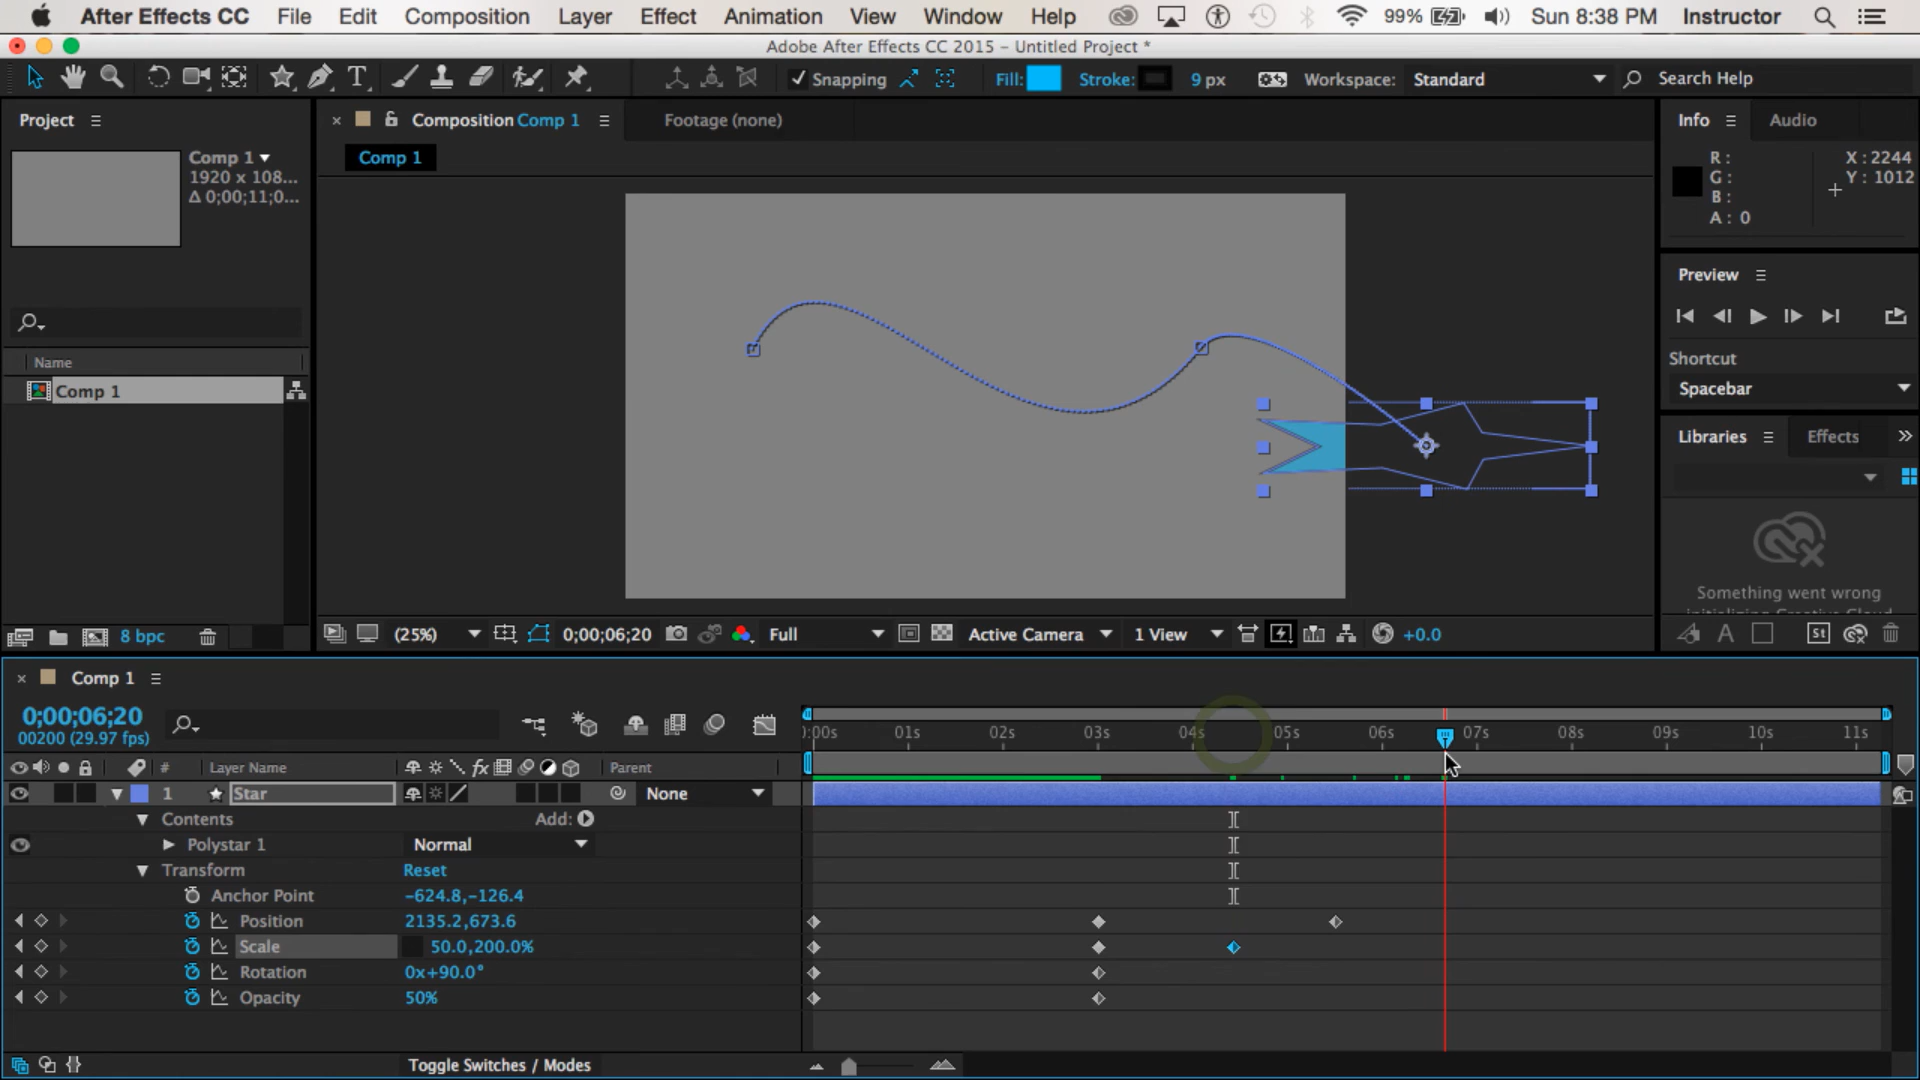 After Effects CC File Edit Composition Layer Effect Animation View Window Help 99% Sun 8:38 PM Instructor
Adobe After Effects CC 2015 – Untitled Project *
T Snapping Fill: Stroke: 9 px Workspace: Standard Search Help
Project
Comp 1
1920 x 108...
Δ 0;00;11;0...
Name
Comp 1
8 bpc
Composition Comp 1 Footage (none)
Comp 1
(25%) 0;00;06;20 Full Active Camera 1 View +0.0
Info Audio
R: X : 2244
G: Y : 1012
B:
A: 0
Preview
Shortcut
Spacebar
Libraries Effects
Something went wrong
St
Comp 1
0;00;06;20
00200 (29.97 fps)
):00s 01s 02s 03s 04s 05s 06s 07s 08s 09s 10s 11s
# Layer Name fx Parent
1 Star None
Contents Add:
Polystar 1 Normal
Transform Reset
Anchor Point -624.8,-126.4
Position 2135.2,673.6
Scale 50.0,200.0%
Rotation 0x+90.0°
Opacity 50%
Toggle Switches / Modes